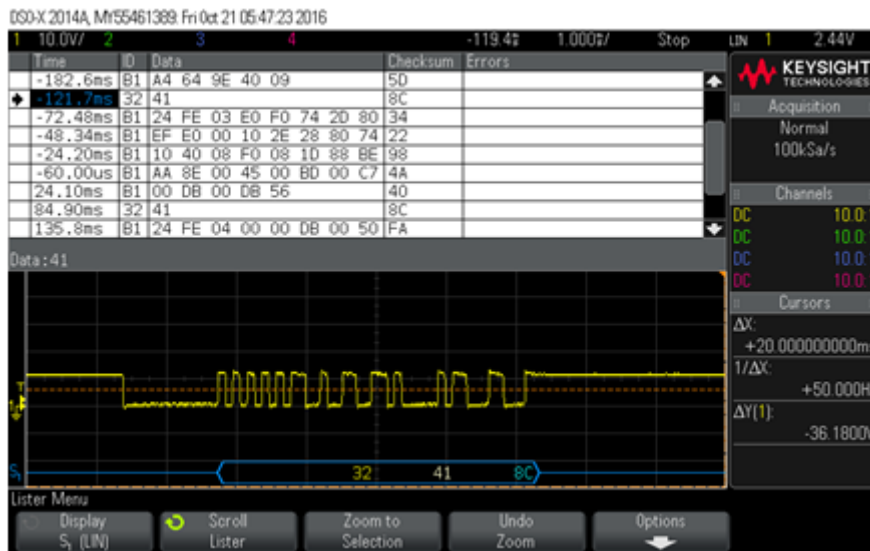 DSO-X 2014A, MY55461389: Fri Oct 21 05:47:23 2016
1 10.0V/ 2 3 4 -119.4 1.000 Stop LIN 1 2.44V
Time ID Data Checksum Errors
-182.6ms B1 A4 64 9E 40 09 5D
-121.7ms 32 41 8C
-72.48ms B1 24 FE 03 E0 F0 74 2D 80 34
-48.34ms B1 EF E0 00 10 2E 28 80 74 22
-24.20ms B1 10 40 08 F0 08 1D 88 BE 98
-60.00us B1 AA 8E 00 45 00 BD 00 C7 4A
24.10ms B1 00 DB 00 DB 56 40
84.90ms 32 41 8C
135.8ms B1 24 FE 04 00 00 DB 00 50 FA
Data:41
32 41 8C
S1
Lister Menu
Display
S1 (LIN)
Scroll
Lister
Zoom to
Selection
Undo
Zoom
Options
KEYSIGHT
TECHNOLOGIES
Acquisition
Normal
100kSa/s
Channels
DC 10.0:
DC 10.0:
DC 10.0:
DC 10.0:
Cursors
ΔX:
+20.000000000m
1/ΔX:
+50.000H
ΔY(1):
-36.1800V